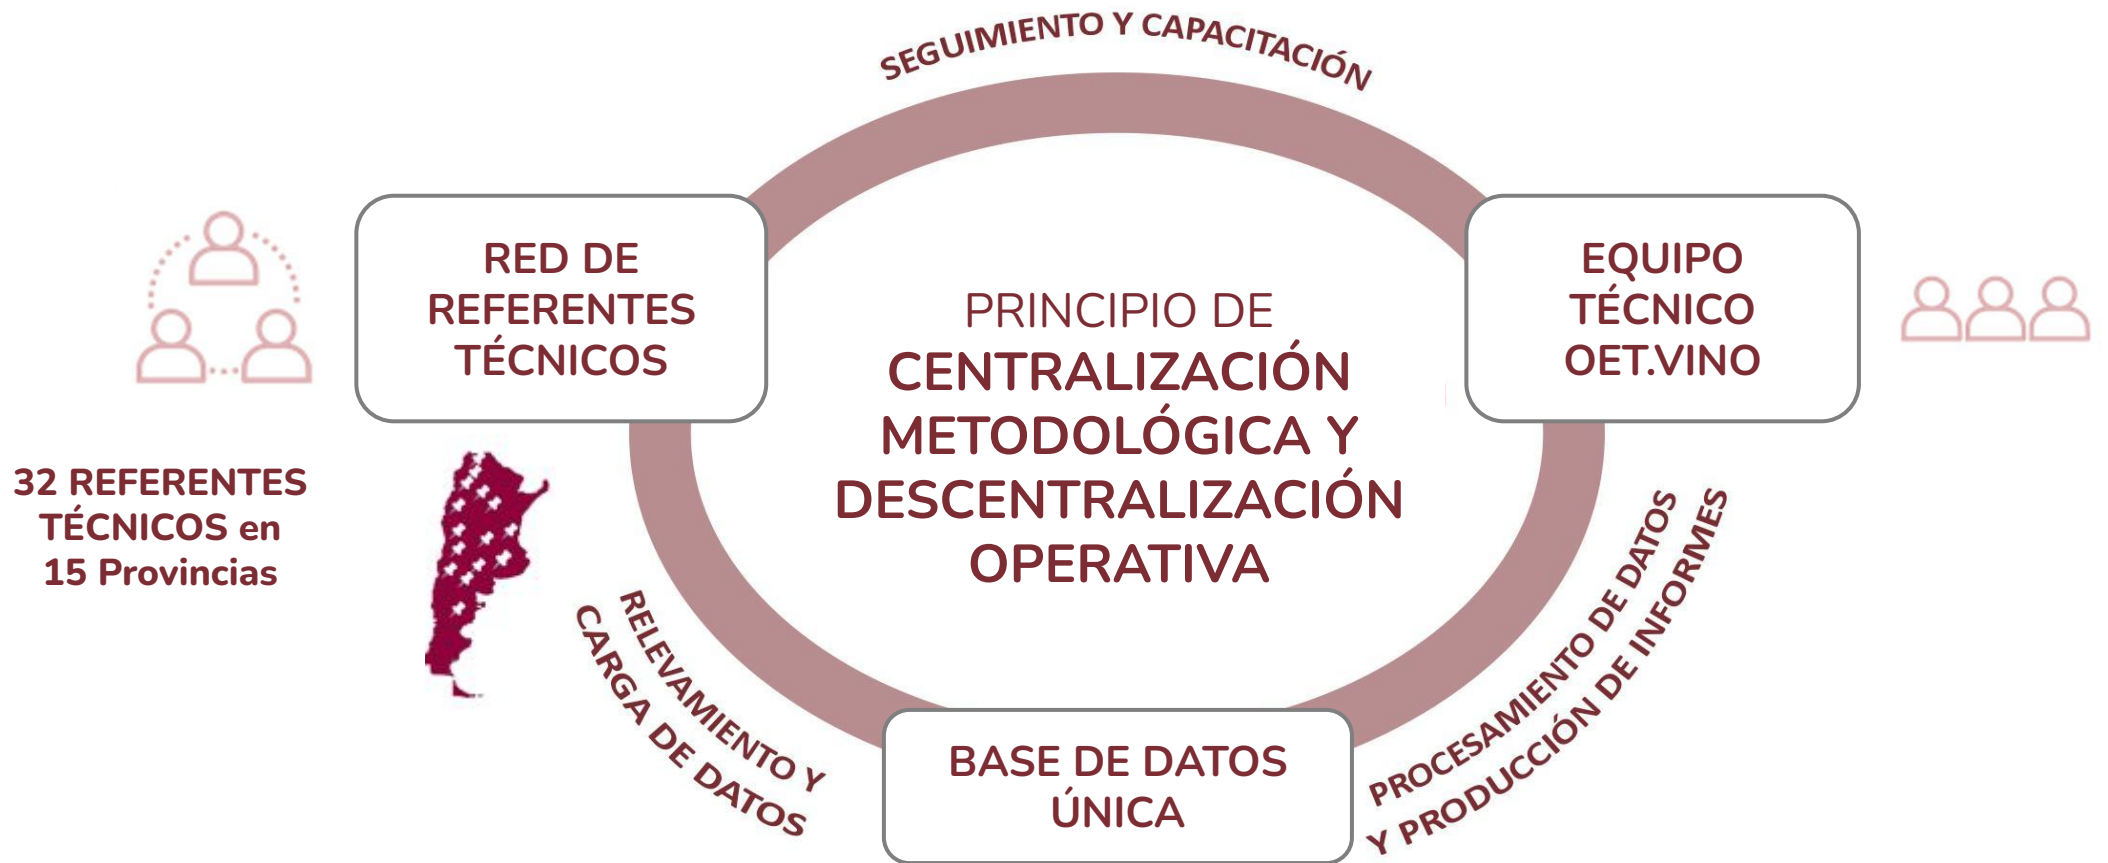 SEGUIMIENTO Y CAPACITACIÓN
RED DE
REFERENTES
TÉCNICOS
EQUIPO
TÉCNICO
OET.VINO
PRINCIPIO DE
CENTRALIZACIÓN
METODOLÓGICA Y
DESCENTRALIZACIÓN
OPERATIVA
32 REFERENTES
TÉCNICOS en
15 Provincias
RELEVAMIENTO Y
CARGA DE DATOS
BASE DE DATOS
ÚNICA
PROCESAMIENTO DE DATOS
Y PRODUCCIÓN DE INFORMES